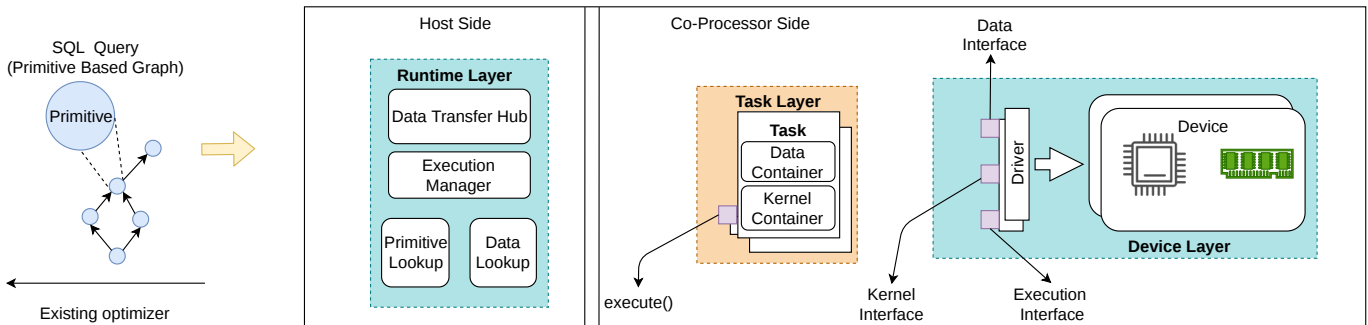 SQL Query
(Primitive Based Graph)
Primitive
Existing optimizer
Host Side
Runtime Layer
Data Transfer Hub
Execution
Manager
Primitive
Lookup
Data
Lookup
Co-Processor Side
Task Layer
Task
Data
Container
Kernel
Container
execute()
Data
Interface
Driver
Device
Device Layer
Kernel
Interface
Execution
Interface